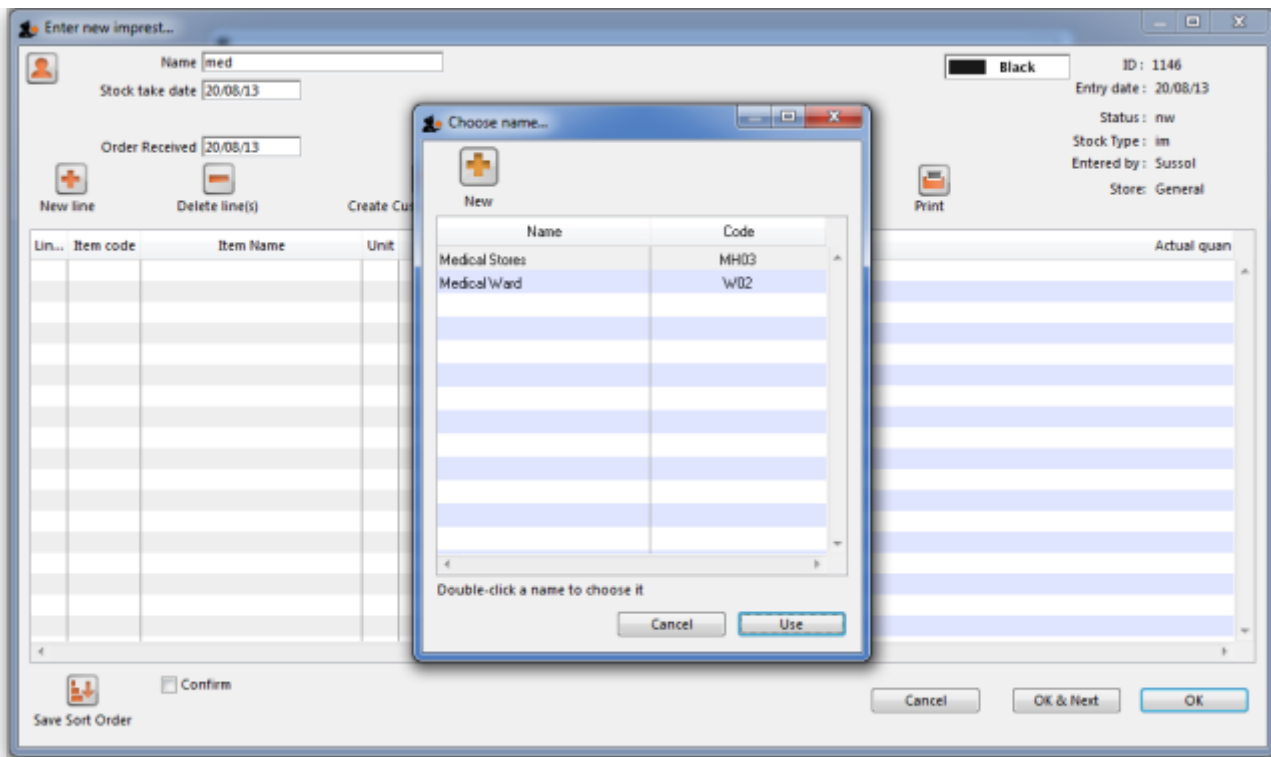 Enter new imprest...
Name med
Black
ID : 1146
Stock take date 20/08/13
Entry date : 20/08/13
Status : nw
Order Received 20/08/13
Stock Type : im
Entered by : Sussol
Store: General
New line
Delete line(s)
Create Cus
Print
Lin... Item code Item Name Unit
Actual quan
Choose name...
New
Name Code
Medical Stores MH03
Medical Ward W02
Double-click a name to choose it
Cancel Use
Save Sort Order
Confirm
Cancel OK & Next OK